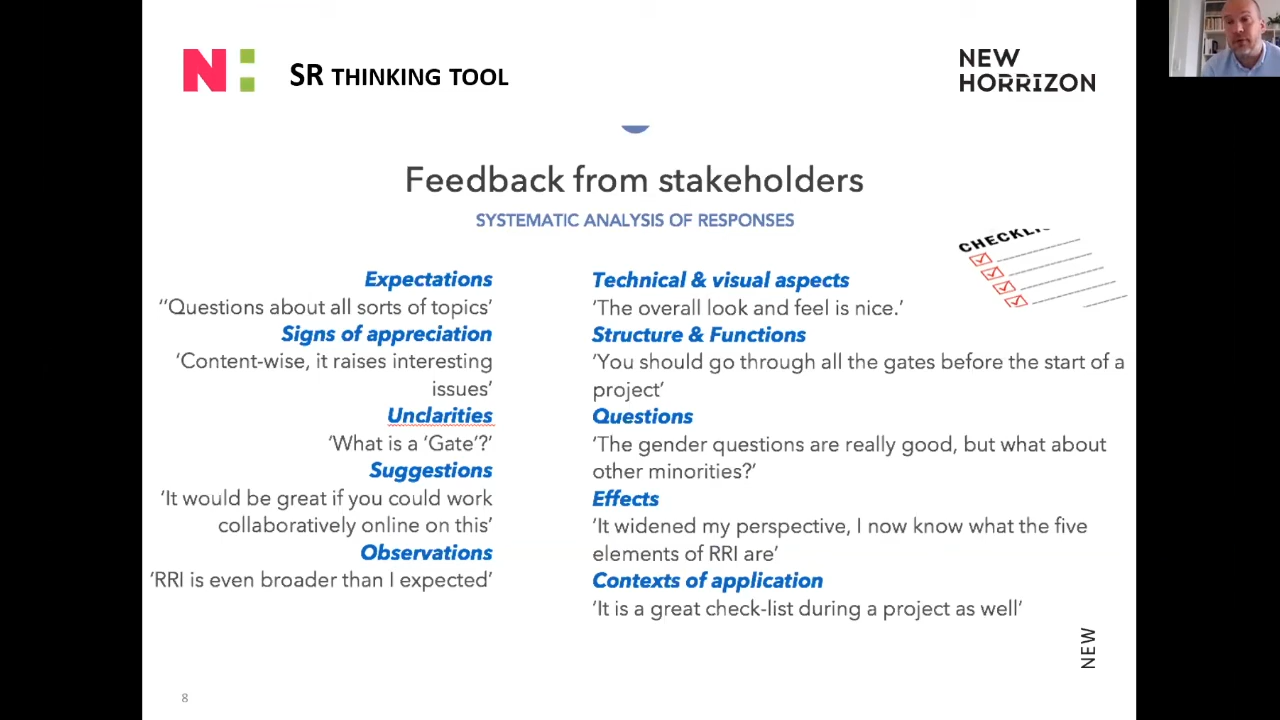 N:
SR THINKING TOOL
NEW
HORRIZON
Feedback from stakeholders
SYSTEMATIC ANALYSIS OF RESPONSES
CHECKLI
Expectations
‘‘Questions about all sorts of topics’
Signs of appreciation
‘Content-wise, it raises interesting
issues’
Unclarities
‘What is a ‘Gate‘?’
Suggestions
‘It would be great if you could work
collaboratively online on this’
Observations
‘RRI is even broader than I expected’
Technical & visual aspects
‘The overall look and feel is nice.’
Structure & Functions
‘You should go through all the gates before the start of a
project’
Questions
‘The gender questions are really good, but what about
other minorities?’
Effects
‘It widened my perspective, I now know what the five
elements of RRI are’
Contexts of application
‘It is a great check-list during a project as well’
NEW
8